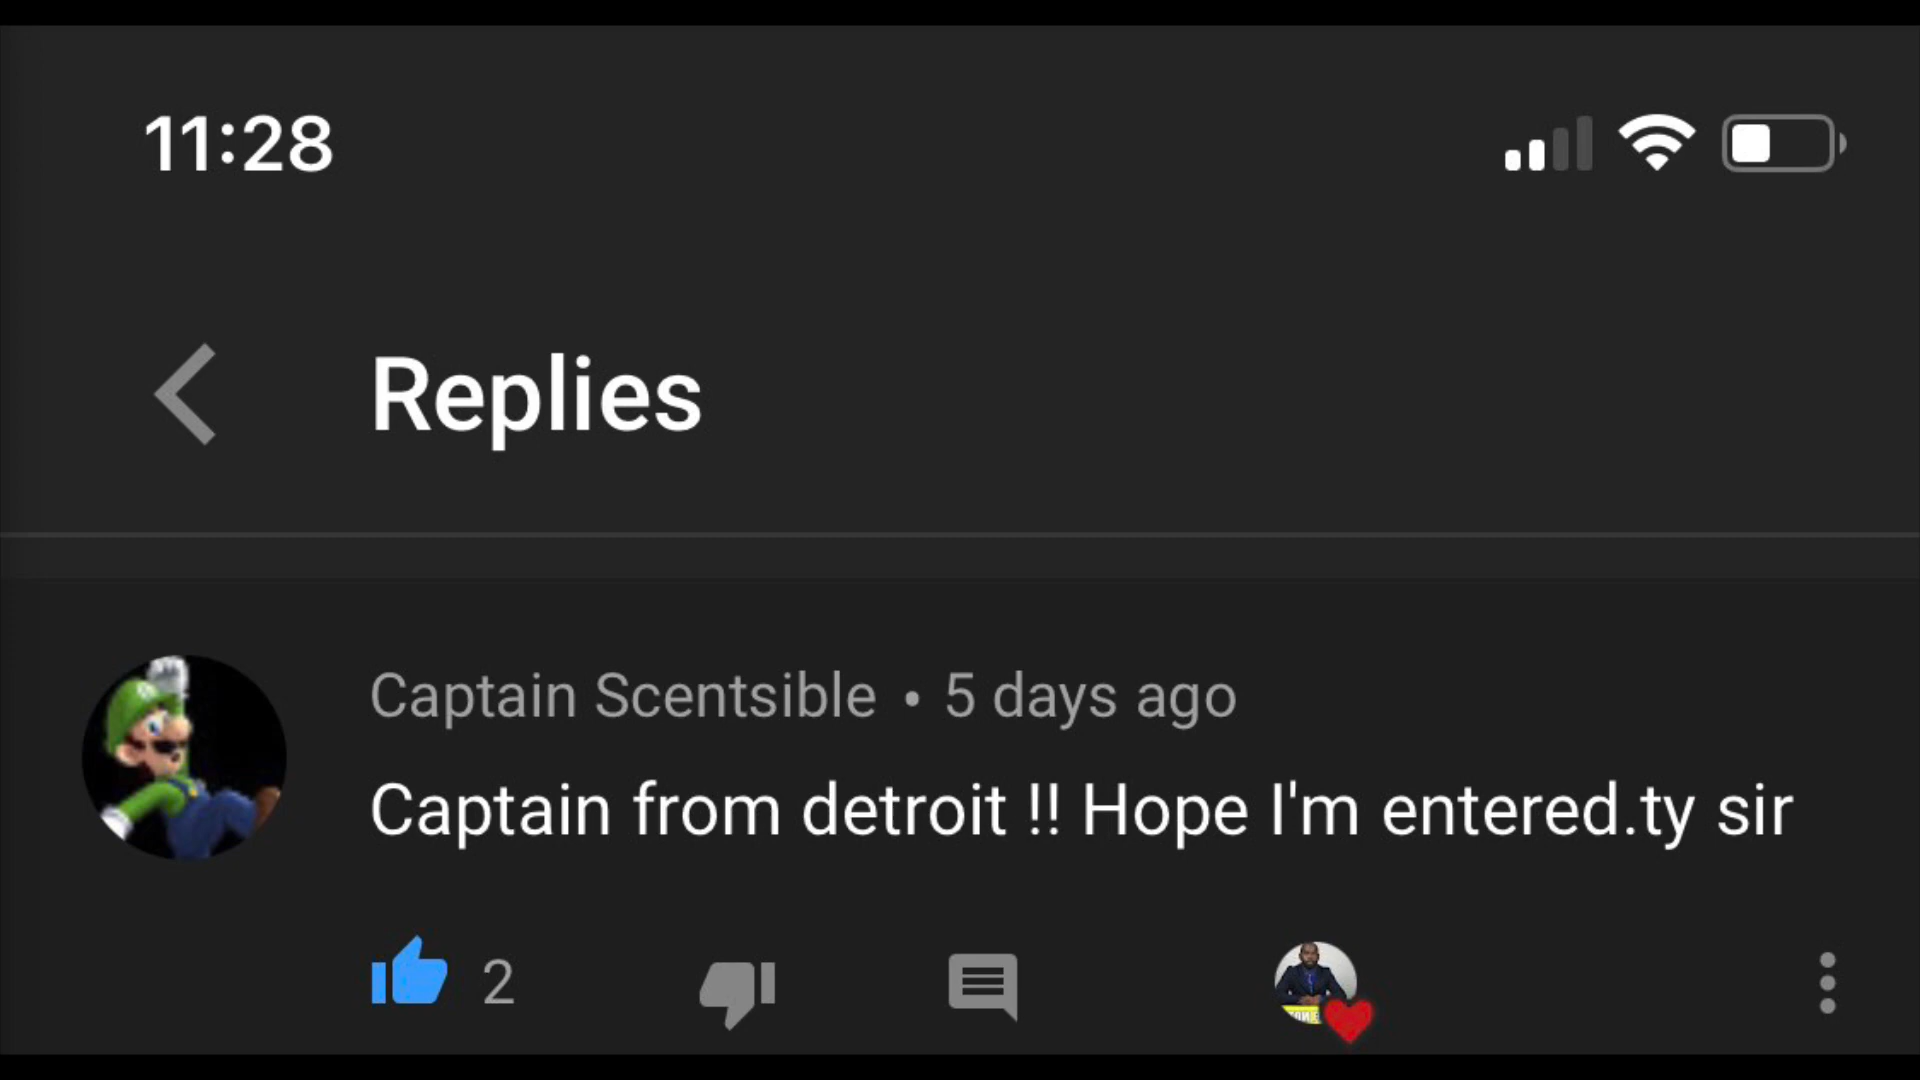 11:28
Replies
Captain Scentsible • 5 days ago
Captain from detroit !! Hope I'm entered.ty sir
2